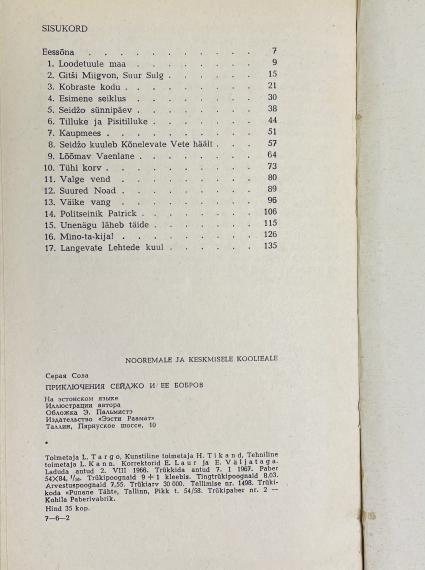 SISUKORD
Eessõna . . . . . . . . . . . 7
1. Loodetuule maa . . . . . . . . 9
2. Gitši Miigvon, Suur Sulg . . . . . . 15
3. Kobraste kodu . . . . . . . . 21
4. Esimene seiklus . . . . . . . . 30
5. Seidžo sünnipäev . . . . . . . . 38
6. Tilluke ja Pisitilluke . . . . . . . 44
7. Kaupmees . . . . . . . . . 51
8. Seidžo kuuleb Kõnelevate Vete häält . . . 57
9. Lõõmav Vaenlane . . . . . . . 64
10. Tühi korv . . . . . . . . . 73
11. Valge vend . . . . . . . . . 80
12. Suured Noad . . . . . . . . 89
13. Väike vang . . . . . . . . . 96
14. Politseinik Patrick . . . . . . . 106
15. Unenägu läheb täide . . . . . . 115
16. Mino-ta-kija! . . . . . . . . 126
17. Langevate Lehtede kuul . . . . . . 135
NOOREMALE JA KESKMISELE KOOLIEALE
Серая Сова
ПРИКЛЮЧЕНИЯ СЕЙДЖО И ЕЕ БОБРОВ
На эстонском языке
Иллюстрации автора
Обложка Э. Пальмистэ
Издательство «Ээсти Раамат»
Таллин, Пярнуское шоссе, 10
*
Toimetaja L. Targo. Kunstiline toimetaja H. Tikand. Tehniline
toimetaja L. Kann. Korrektorid E. Laur ja E. Väljataga.
Laduda antud 2. VIII 1966. Trükkida antud 7. I 1967. Paber
54X84, 1/16. Trükipoognaid 9 + 1 kleebis. Tingtrükipoognaid 8,03.
Arvestuspoognaid 7,55. Trükiarv 30 000. Tellimise nr. 1498. Trüki-
koda «Punane Täht», Tallinn, Pikk t. 54/58. Trükipaber nr. 2 —
Kohila Paberivabrik.
Hind 35 kop.
7—6—2